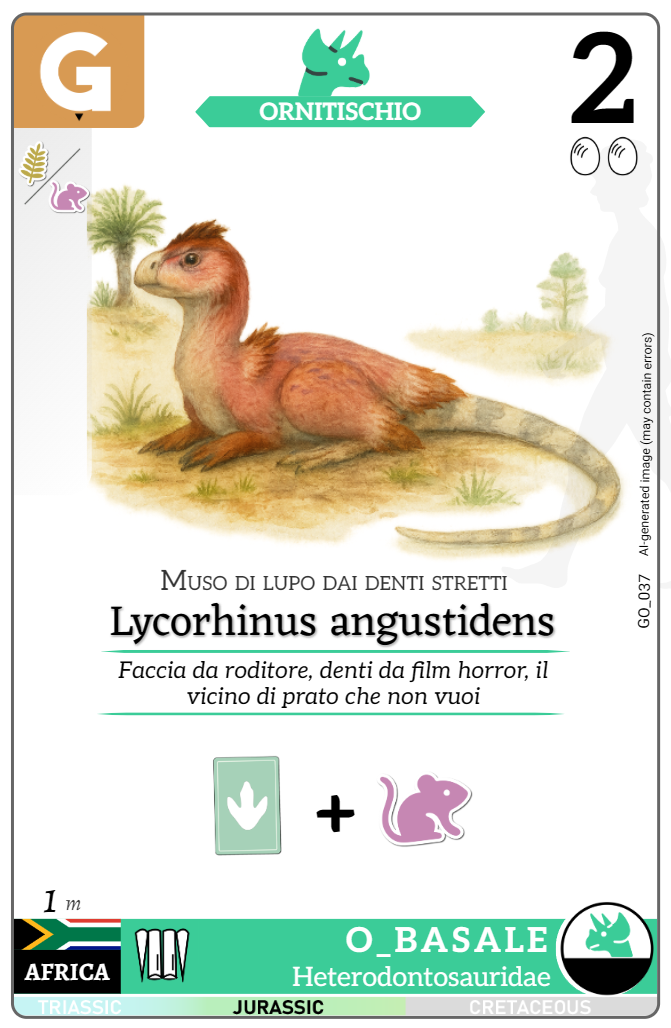 G
ORNITISCHIO
2
AI-generated image (may contain errors)
GO_037
Muso di lupo dai denti stretti
Lycorhinus angustidens
Faccia da roditore, denti da film horror, il
vicino di prato che non vuoi
+
1 m
AFRICA
O_BASALE
Heterodontosauridae
TRIASSIC JURASSIC CRETACEOUS